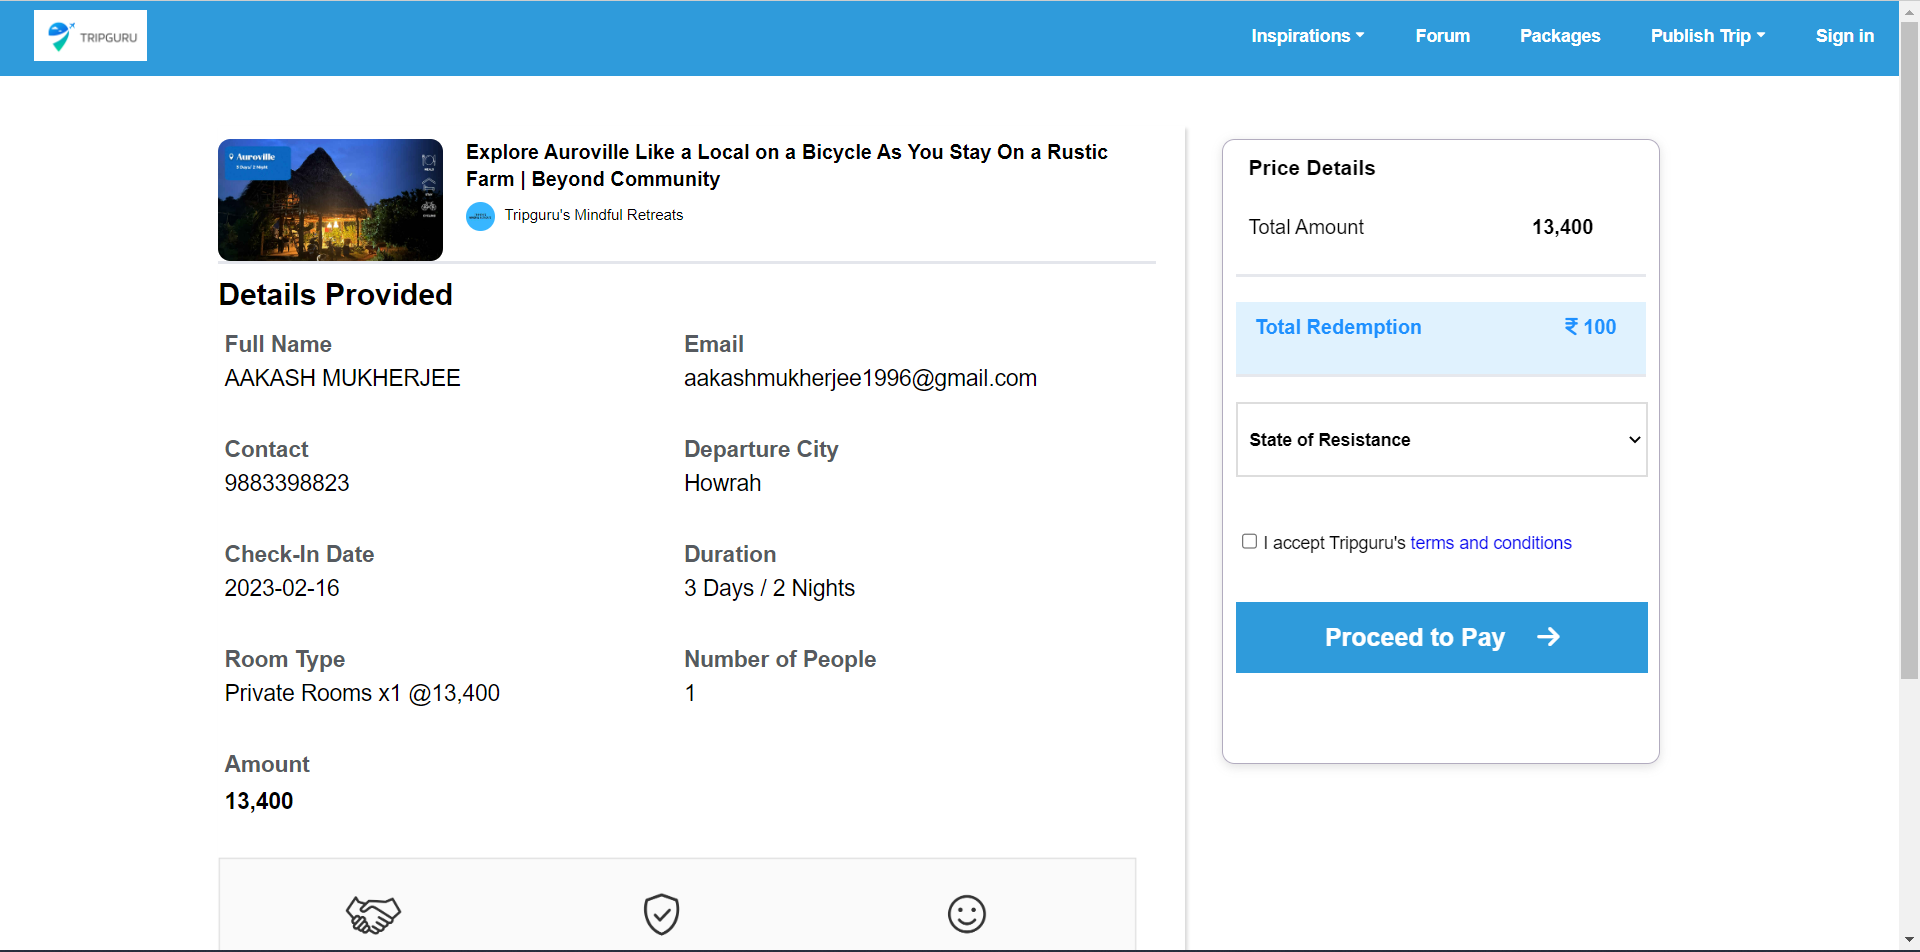 TRIPGURU
Inspirations
Forum
Packages
Publish Trip
Sign in
Auroville
3 Days/ 2 Night
Explore Auroville Like a Local on a Bicycle As You Stay On a Rustic
Farm | Beyond Community
Tripguru's Mindful Retreats
Details Provided
Full Name
AAKASH MUKHERJEE
Email
aakashmukherjee1996@gmail.com
Contact
9883398823
Departure City
Howrah
Check-In Date
2023-02-16
Duration
3 Days / 2 Nights
Room Type
Private Rooms x1 @13,400
Number of People
1
Amount
13,400
Price Details
Total Amount 13,400
Total Redemption ₹ 100
State of Resistance
I accept Tripguru's terms and conditions
Proceed to Pay